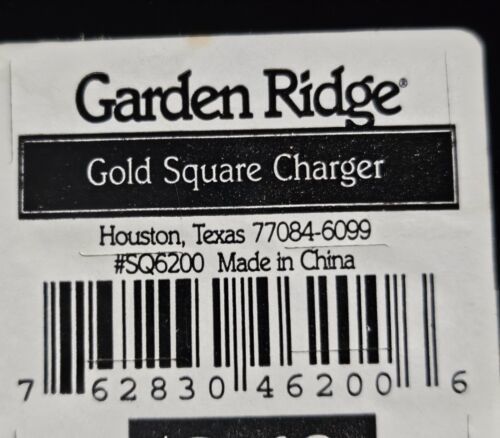 Garden Ridge®
Gold Square Charger
Houston, Texas 77084-6099
#SQ6200 Made in China
7 62830 46200 6